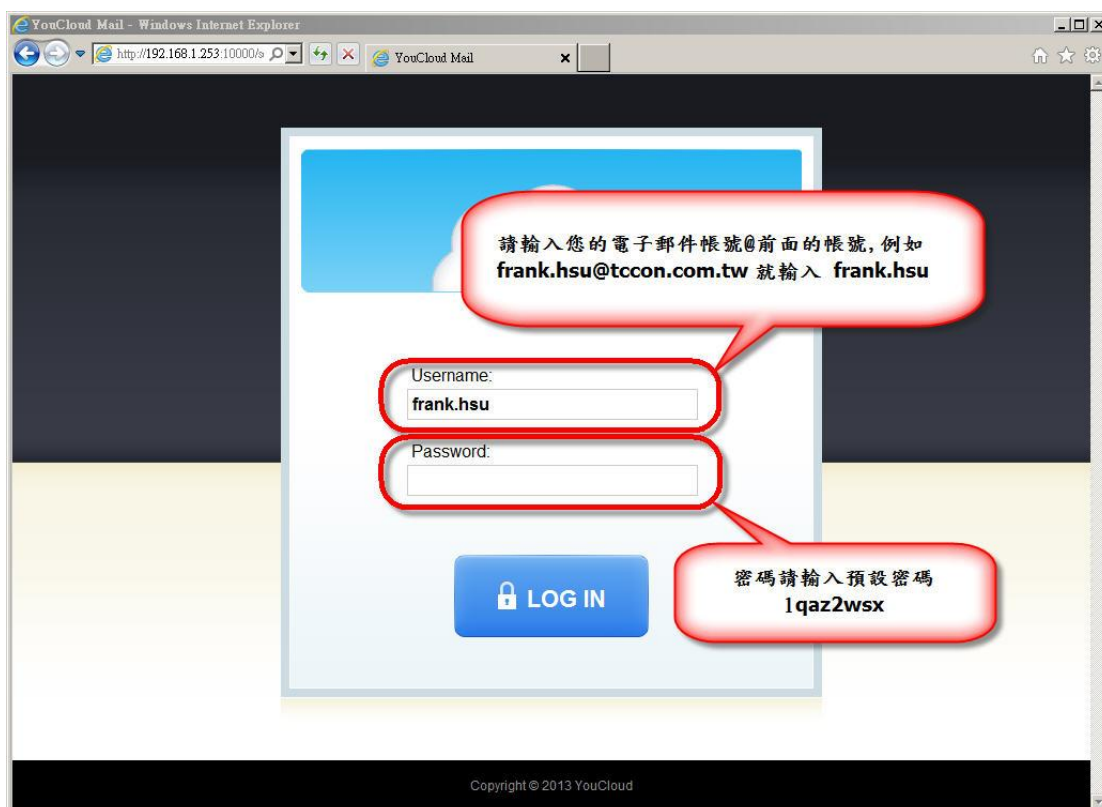 YouCloud Mail - Windows Internet Explorer
http://192.168.1.253:10000/s
YouCloud Mail
請輸入您的電子郵件帳號@前面的帳號,例如
frank.hsu@tccon.com.tw 就輸入 frank.hsu
Username:
frank.hsu
Password:
密碼請輸入預設密碼
1qaz2wsx
LOG IN
Copyright © 2013 YouCloud